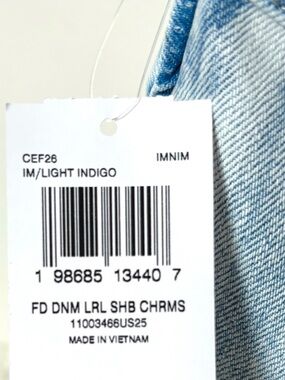 CEF26 IMNIM
IM/LIGHT INDIGO
1 98685 13440 7
FD DNM LRL SHB CHRMS
11003466US25
MADE IN VIETNAM